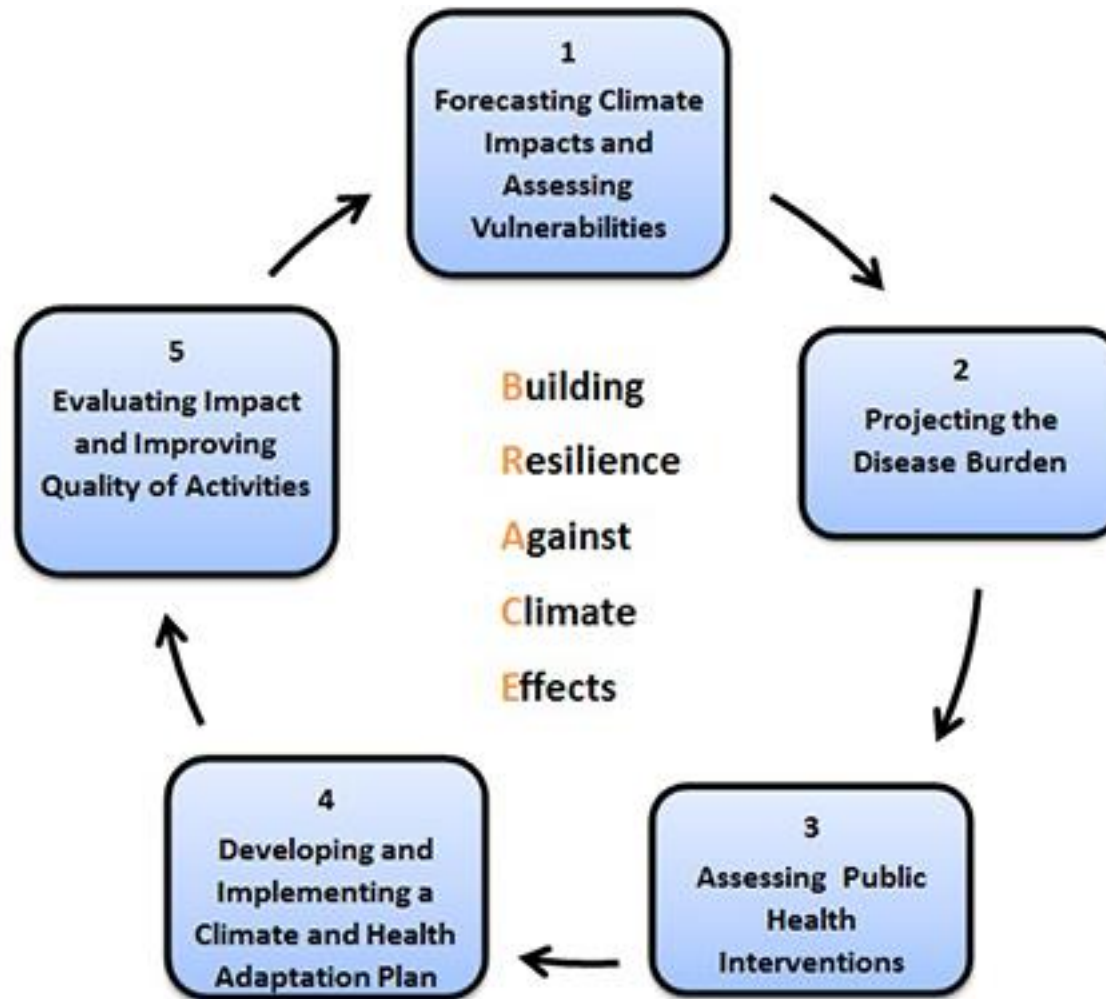 1
Forecasting Climate
Impacts and
Assessing
Vulnerabilities
2
Projecting the
Disease Burden
3
Assessing Public
Health
Interventions
4
Developing and
Implementing a
Climate and Health
Adaptation Plan
5
Evaluating Impact
and Improving
Quality of Activities
Building
Resilience
Against
Climate
Effects